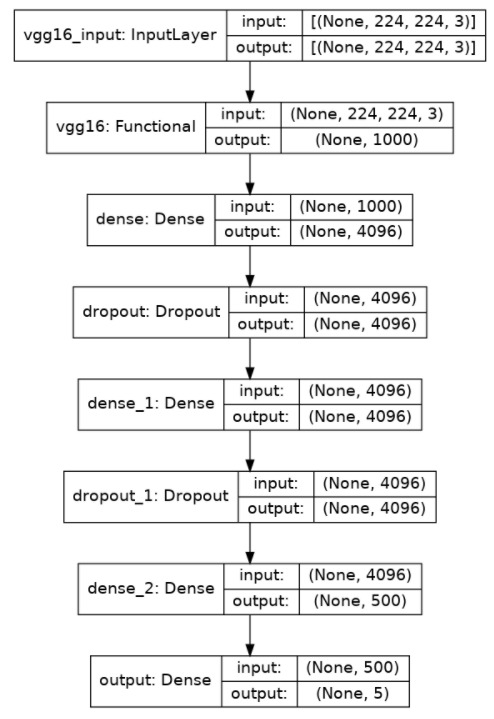 vgg16_input: InputLayer
input: [(None, 224, 224, 3)]
output: [(None, 224, 224, 3)]
vgg16: Functional
input: (None, 224, 224, 3)
output: (None, 1000)
dense: Dense
input: (None, 1000)
output: (None, 4096)
dropout: Dropout
input: (None, 4096)
output: (None, 4096)
dense_1: Dense
input: (None, 4096)
output: (None, 4096)
dropout_1: Dropout
input: (None, 4096)
output: (None, 4096)
dense_2: Dense
input: (None, 4096)
output: (None, 500)
output: Dense
input: (None, 500)
output: (None, 5)